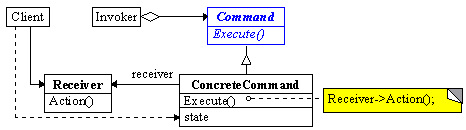 Client
Invoker
Command
Execute()
Receiver
Action()
receiver
ConcreteCommand
Execute()
state
Receiver->Action();